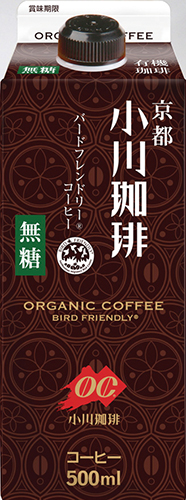 賞味期限
無糖
有機
珈琲
京都
小川珈琲
バードフレンドリー®
コーヒー
無糖
ORGANIC COFFEE
BIRD FRIENDLY®
OC
小川珈琲
コーヒー
500ml